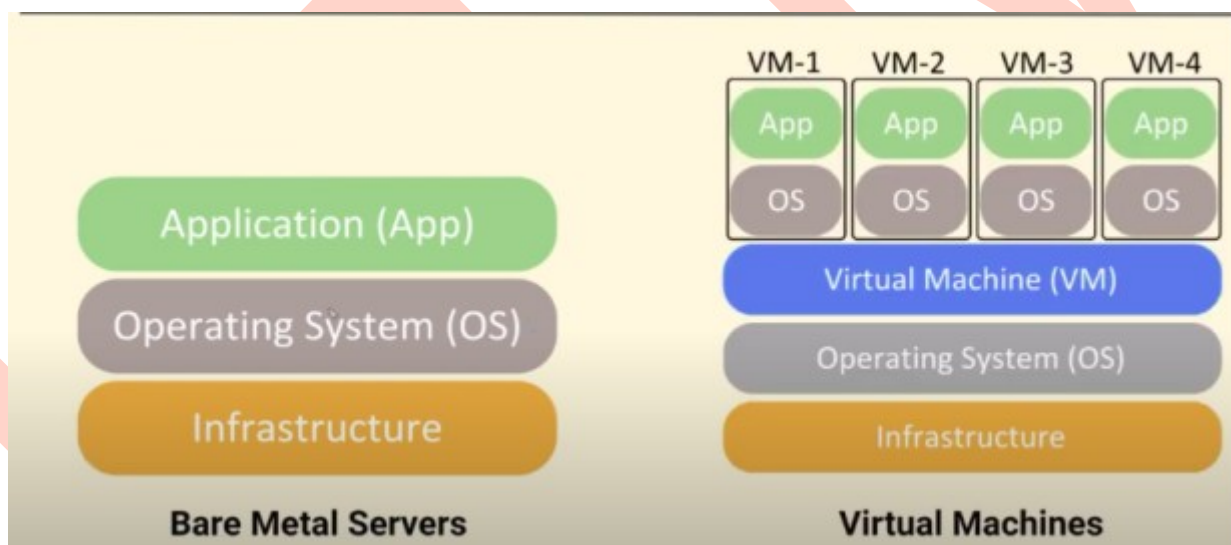 Application (App)
Operating System (OS)
Infrastructure
Bare Metal Servers
VM-1 VM-2 VM-3 VM-4
App App App App
OS OS OS OS
Virtual Machine (VM)
Operating System (OS)
Infrastructure
Virtual Machines